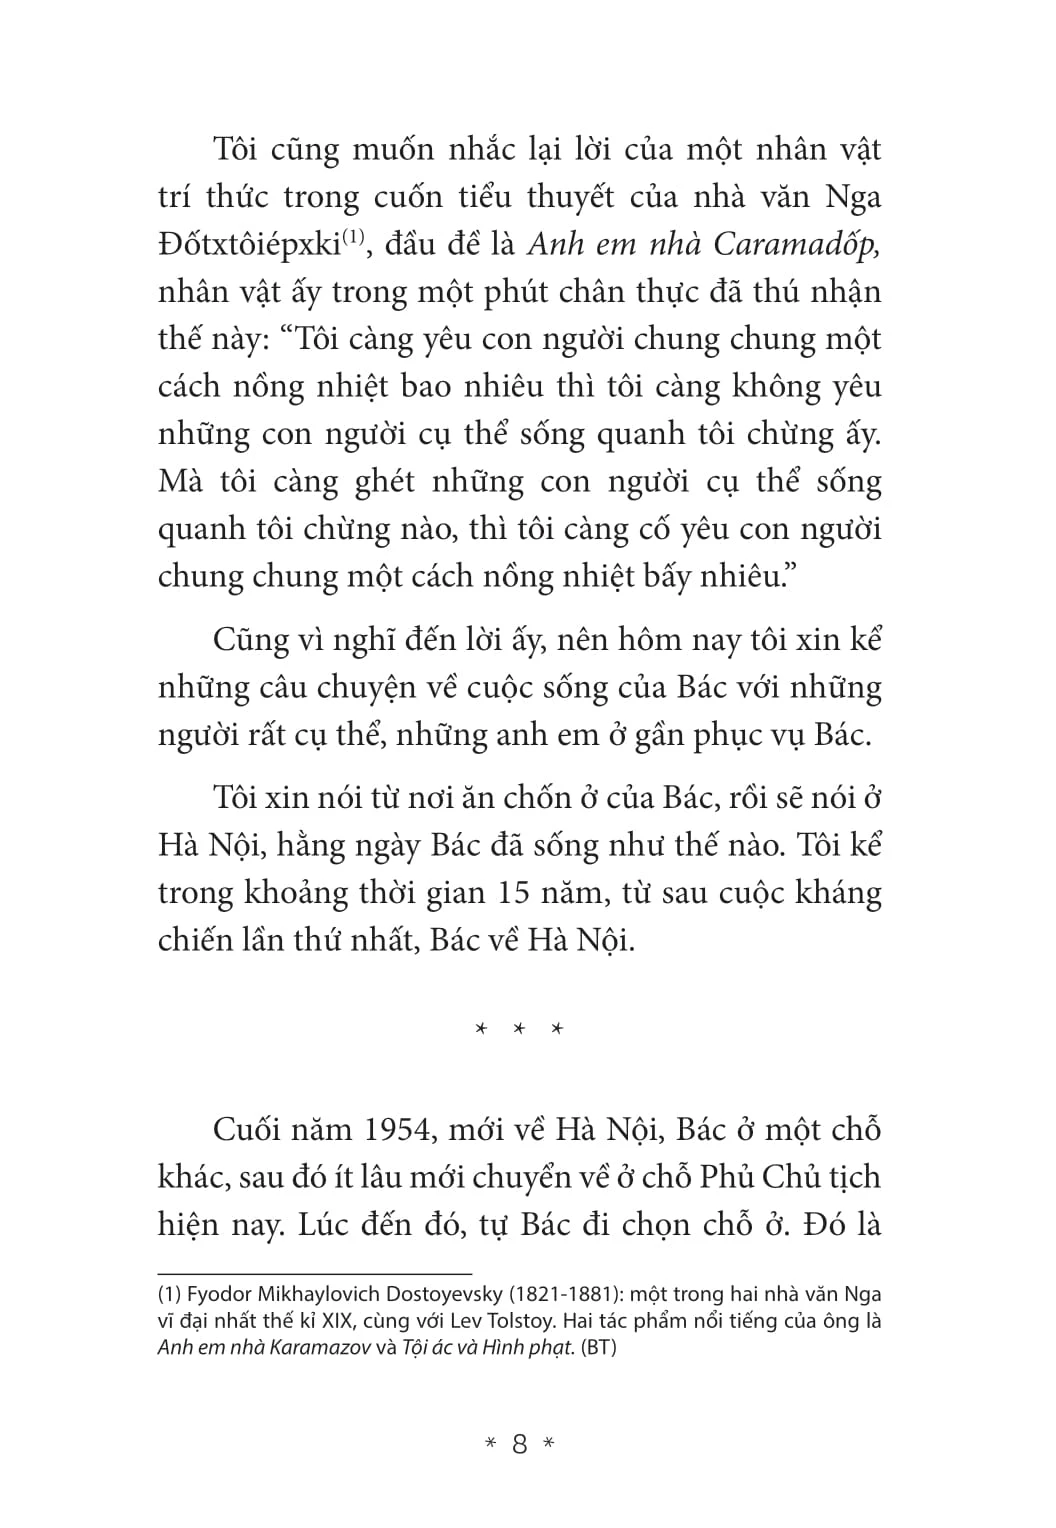 Tôi cũng muốn nhắc lại lời của một nhân vật
trí thức trong cuốn tiểu thuyết của nhà văn Nga
Đốtxtôiépxki(1), đầu đề là Anh em nhà Caramadốp,
nhân vật ấy trong một phút chân thực đã thú nhận
thế này: “Tôi càng yêu con người chung chung một
cách nồng nhiệt bao nhiêu thì tôi càng không yêu
những con người cụ thể sống quanh tôi chừng ấy.
Mà tôi càng ghét những con người cụ thể sống
quanh tôi chừng nào, thì tôi càng cố yêu con người
chung chung một cách nồng nhiệt bấy nhiêu.”
Cũng vì nghĩ đến lời ấy, nên hôm nay tôi xin kể
những câu chuyện về cuộc sống của Bác với những
người rất cụ thể, những anh em ở gần phục vụ Bác.
Tôi xin nói từ nơi ăn chốn ở của Bác, rồi sẽ nói ở
Hà Nội, hằng ngày Bác đã sống như thế nào. Tôi kể
trong khoảng thời gian 15 năm, từ sau cuộc kháng
chiến lần thứ nhất, Bác về Hà Nội.
* * *
Cuối năm 1954, mới về Hà Nội, Bác ở một chỗ
khác, sau đó ít lâu mới chuyển về ở chỗ Phủ Chủ tịch
hiện nay. Lúc đến đó, tự Bác đi chọn chỗ ở. Đó là
(1) Fyodor Mikhaylovich Dostoyevsky (1821-1881): một trong hai nhà văn Nga
vĩ đại nhất thế kỉ XIX, cùng với Lev Tolstoy. Hai tác phẩm nổi tiếng của ông là
Anh em nhà Karamazov và Tội ác và Hình phạt. (BT)
* 8 *